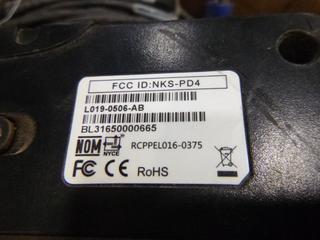 FCC ID:NKS-PD4
L019-0506-AB
BL31650000665
NOM NYCE RCPPEL016-0375
FC CE RoHS